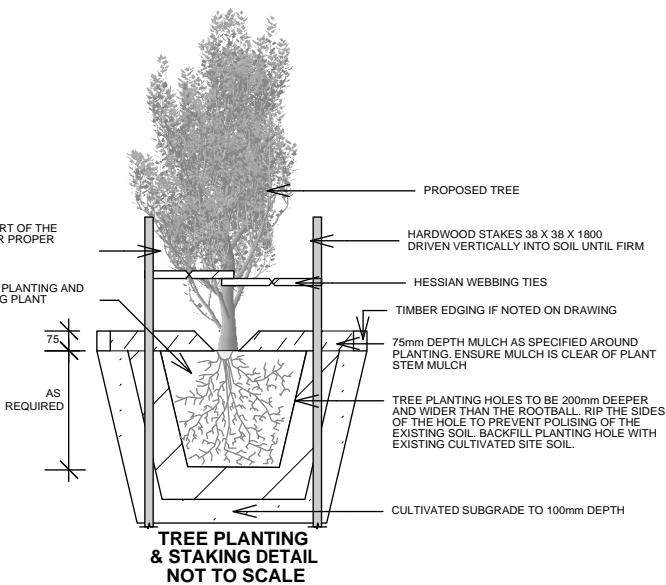 PROPOSED TREE
RT OF THE
R PROPER
HARDWOOD STAKES 38 X 38 X 1800
DRIVEN VERTICALLY INTO SOIL UNTIL FIRM
HESSIAN WEBBING TIES
PLANTING AND
G PLANT
TIMBER EDGING IF NOTED ON DRAWING
75
75mm DEPTH MULCH AS SPECIFIED AROUND
PLANTING. ENSURE MULCH IS CLEAR OF PLANT
STEM MULCH
AS
REQUIRED
TREE PLANTING HOLES TO BE 200mm DEEPER
AND WIDER THAN THE ROOTBALL. RIP THE SIDES
OF THE HOLE TO PREVENT POLISING OF THE
EXISTING SOIL. BACKFILL PLANTING HOLE WITH
EXISTING CULTIVATED SITE SOIL.
CULTIVATED SUBGRADE TO 100mm DEPTH
TREE PLANTING
& STAKING DETAIL
NOT TO SCALE